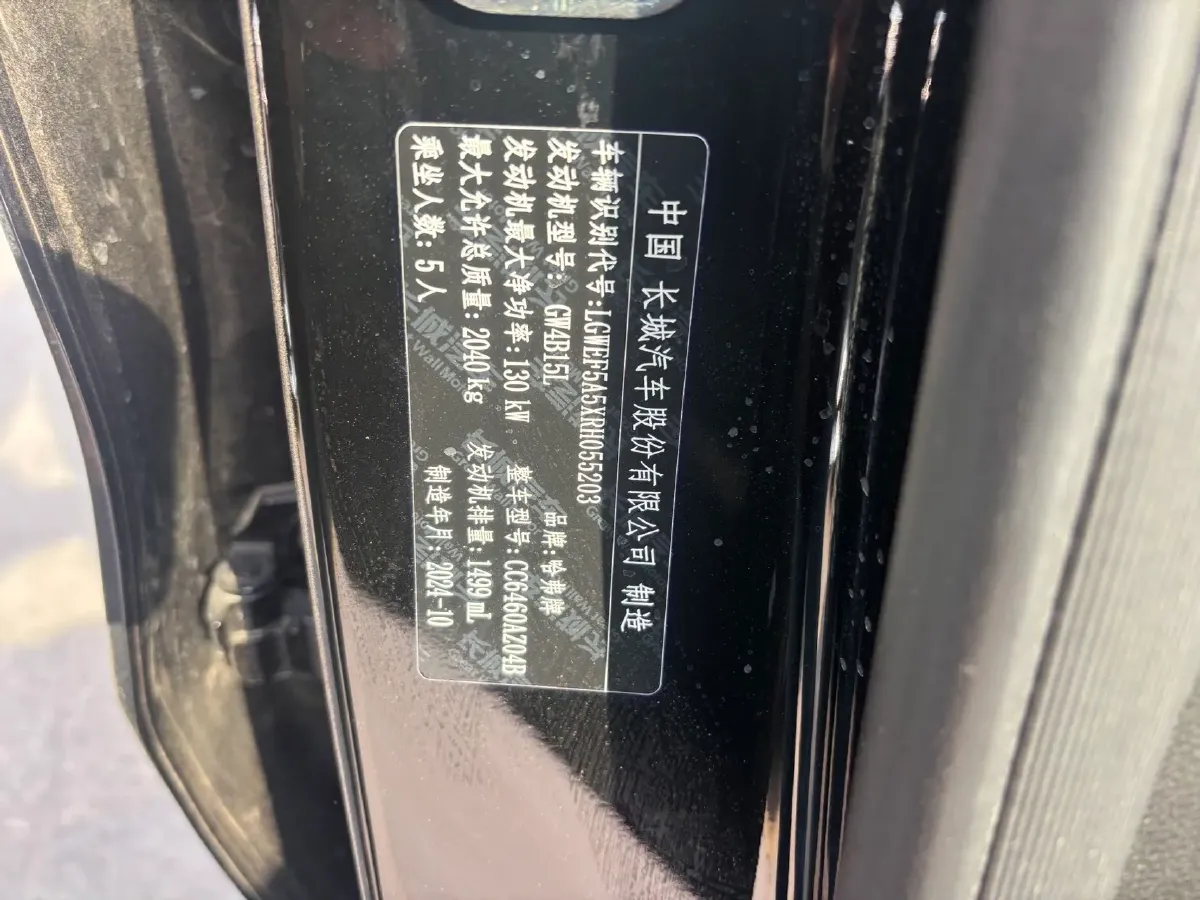 中国 长城汽车股份有限公司 制造
车辆识别代号:LGWEF5A5XRH055203
发动机型号: GW4B15L 品牌:哈弗牌
发动机最大净功率:130 kW 整车型号:CC6460AZ04B
最大允许总质量:2040 kg 发动机排量:1499 mL
乘坐人数:5人 制造年月:2024-10